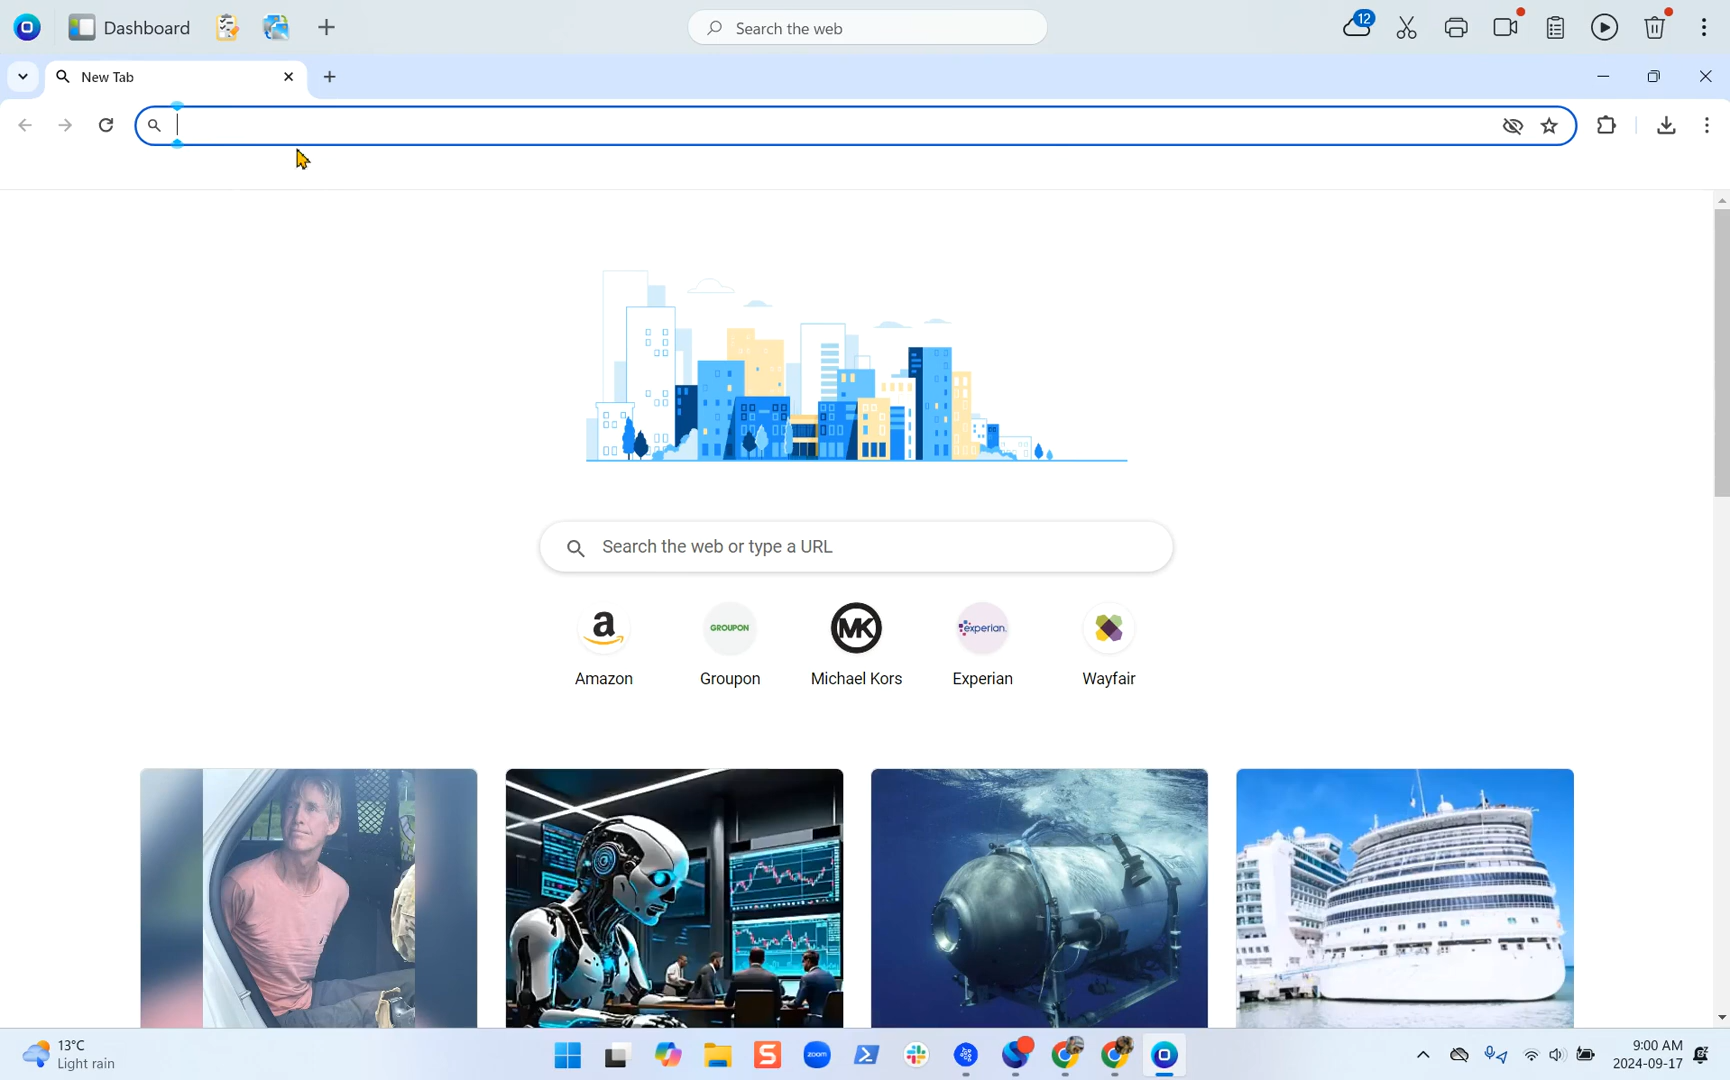 Dashboard
Search the web
12
New Tab
Search the web or type a URL
a
GROUPON
MK
experian.
Amazon
Groupon
Michael Kors
Experian
Wayfair
13°C
Light rain
S
zoom
9:00 AM
2024-09-17